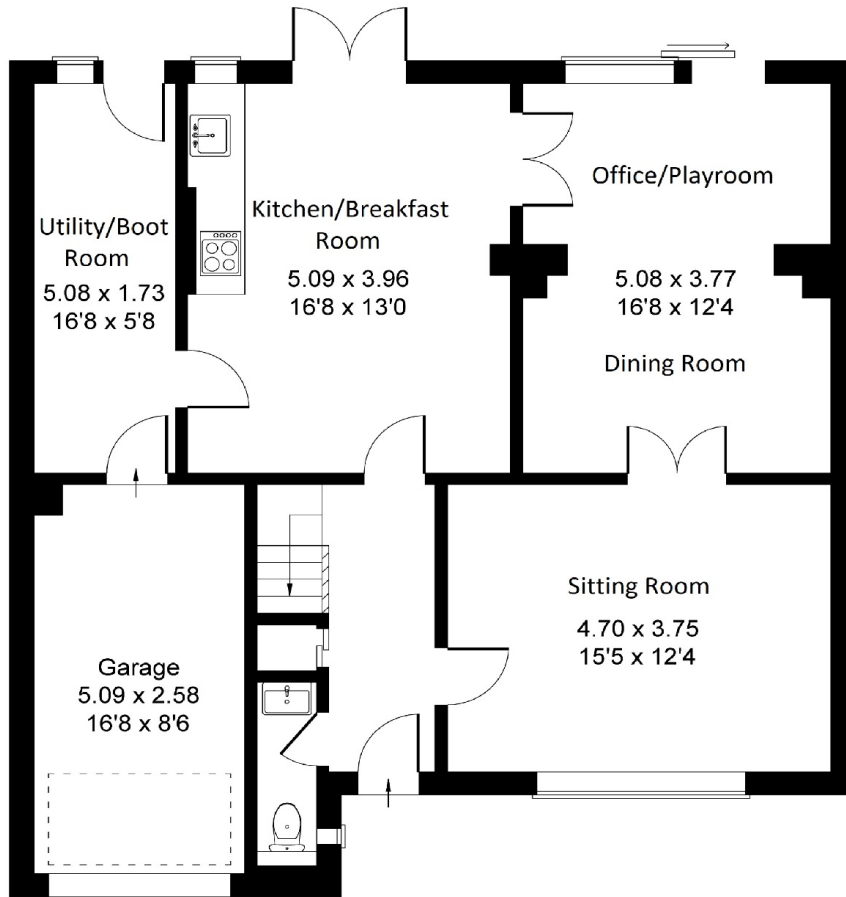 Utility/Boot
Room
5.08 x 1.73
16'8 x 5'8
Kitchen/Breakfast
Room
5.09 x 3.96
16'8 x 13'0
Office/Playroom
5.08 x 3.77
16'8 x 12'4
Dining Room
Sitting Room
4.70 x 3.75
15'5 x 12'4
Garage
5.09 x 2.58
16'8 x 8'6